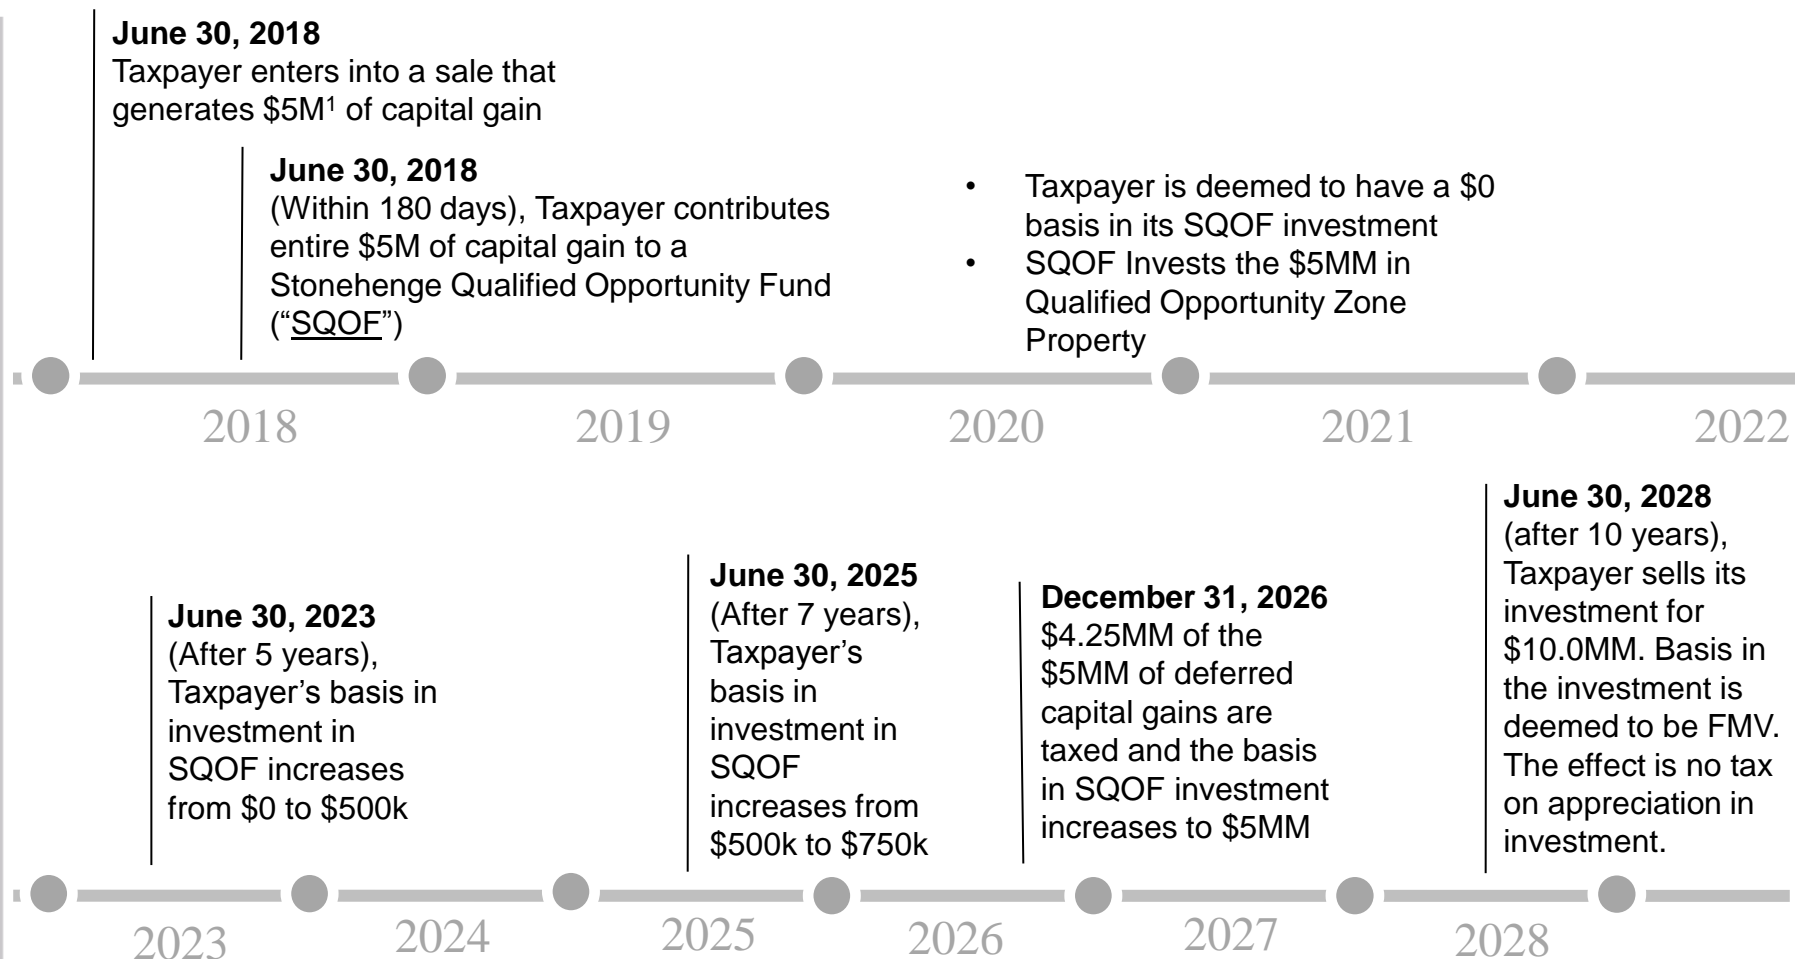 June 30, 2018
Taxpayer enters into a sale that
generates $5M¹ of capital gain
June 30, 2018
(Within 180 days), Taxpayer contributes
entire $5M of capital gain to a
Stonehenge Qualified Opportunity Fund
(“SQOF”)
• Taxpayer is deemed to have a $0
basis in its SQOF investment
• SQOF Invests the $5MM in
Qualified Opportunity Zone
Property
2018
2019
2020
2021
2022
June 30, 2023
(After 5 years),
Taxpayer’s basis in
investment in
SQOF increases
from $0 to $500k
June 30, 2025
(After 7 years),
Taxpayer’s
basis in
investment in
SQOF
increases from
$500k to $750k
December 31, 2026
$4.25MM of the
$5MM of deferred
capital gains are
taxed and the basis
in SQOF investment
increases to $5MM
June 30, 2028
(after 10 years),
Taxpayer sells its
investment for
$10.0MM. Basis in
the investment is
deemed to be FMV.
The effect is no tax
on appreciation in
investment.
2023
2024
2025
2026
2027
2028